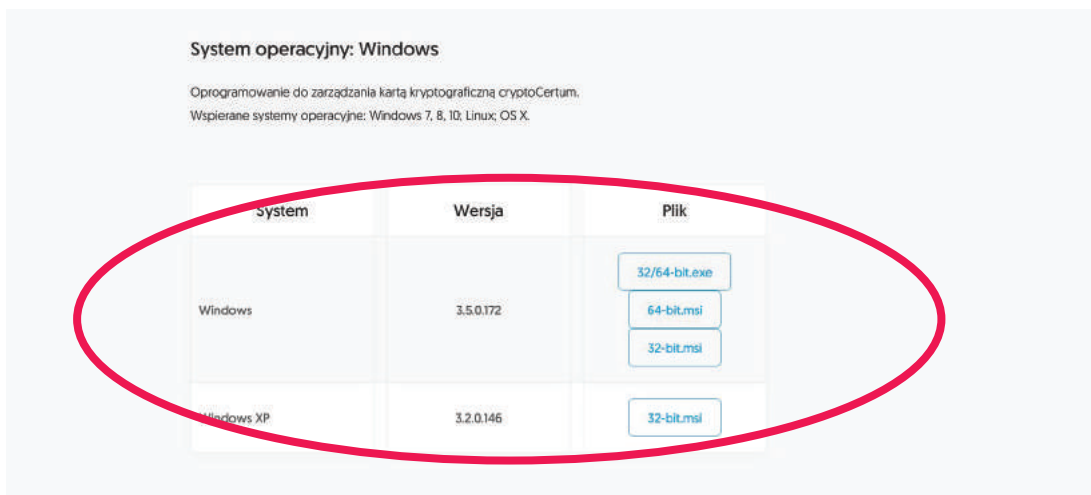 System operacyjny: Windows
Oprogramowanie do zarządzania kartą kryptograficzną cryptoCertum.
Wspierane systemy operacyjne: Windows 7, 8, 10; Linux; OS X.
System Wersja Plik
32/64-bit.exe
Windows 3.5.0.172 64-bit.msi
32-bit.msi
Windows XP 3.2.0.146 32-bit.msi